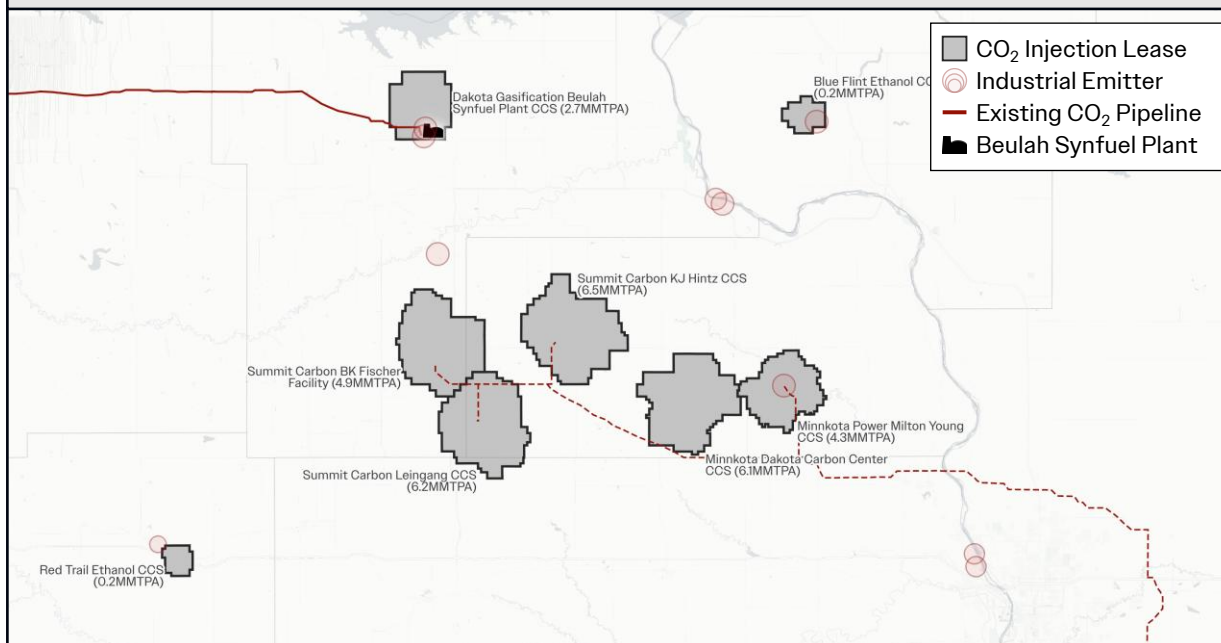 CO₂ Injection Lease
Industrial Emitter
Existing CO₂ Pipeline
Beulah Synfuel Plant
Dakota Gasification Beulah
Synfuel Plant CCS (2.7MMTPA)
Blue Flint Ethanol CC
(0.2MMTPA)
Summit Carbon KJ Hintz CCS
(6.5MMTPA)
Summit Carbon BK Fischer
Facility (4.9MMTPA)
Minnkota Power Milton Young
CCS (4.3MMTPA)
Minnkota Dakota Carbon Center
CCS (6.1MMTPA)
Summit Carbon Leingang CCS
(6.2MMTPA)
Red Trail Ethanol CCS
(0.2MMTPA)